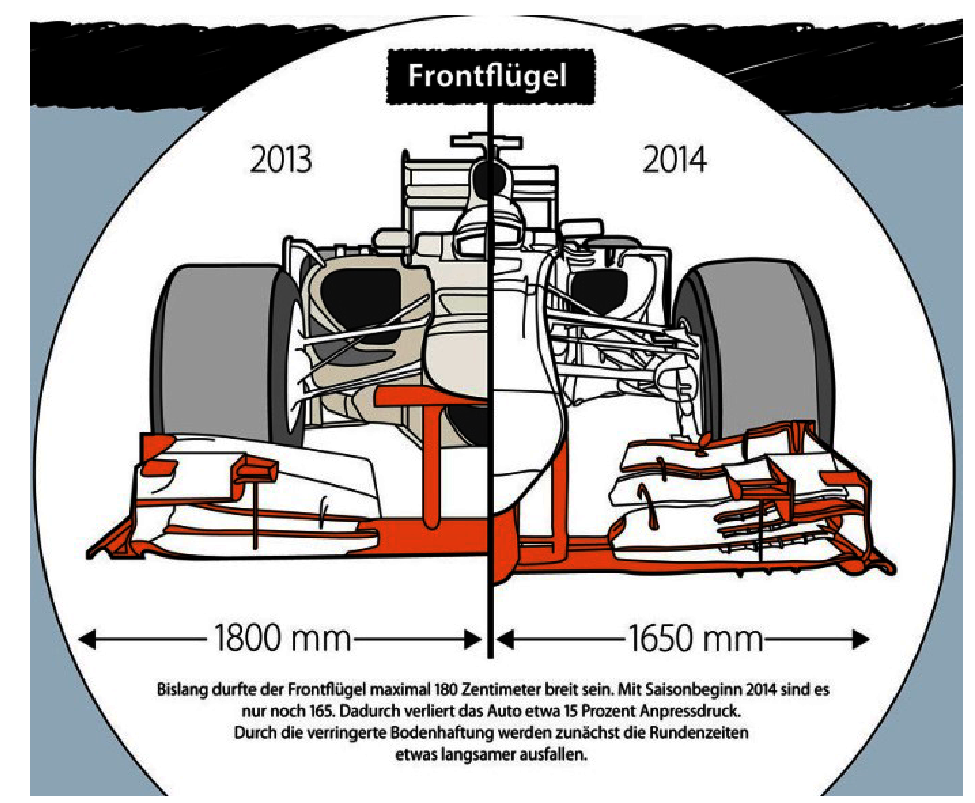 Frontflügel
2013
2014
1800 mm
1650 mm
Bislang durfte der Frontflügel maximal 180 Zentimeter breit sein. Mit Saisonbeginn 2014 sind es
nur noch 165. Dadurch verliert das Auto etwa 15 Prozent Anpressdruck.
Durch die verringerte Bodenhaftung werden zunächst die Rundenzeiten
etwas langsamer ausfallen.